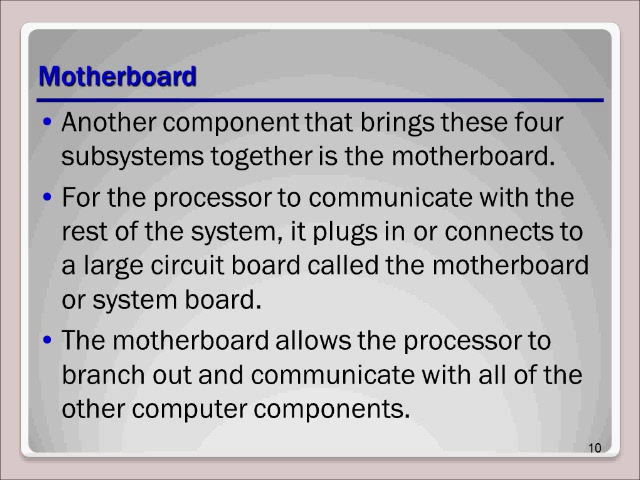 Motherboard
• Another component that brings these four
subsystems together is the motherboard.
• For the processor to communicate with the
rest of the system, it plugs in or connects to
a large circuit board called the motherboard
or system board.
• The motherboard allows the processor to
branch out and communicate with all of the
other computer components.
10